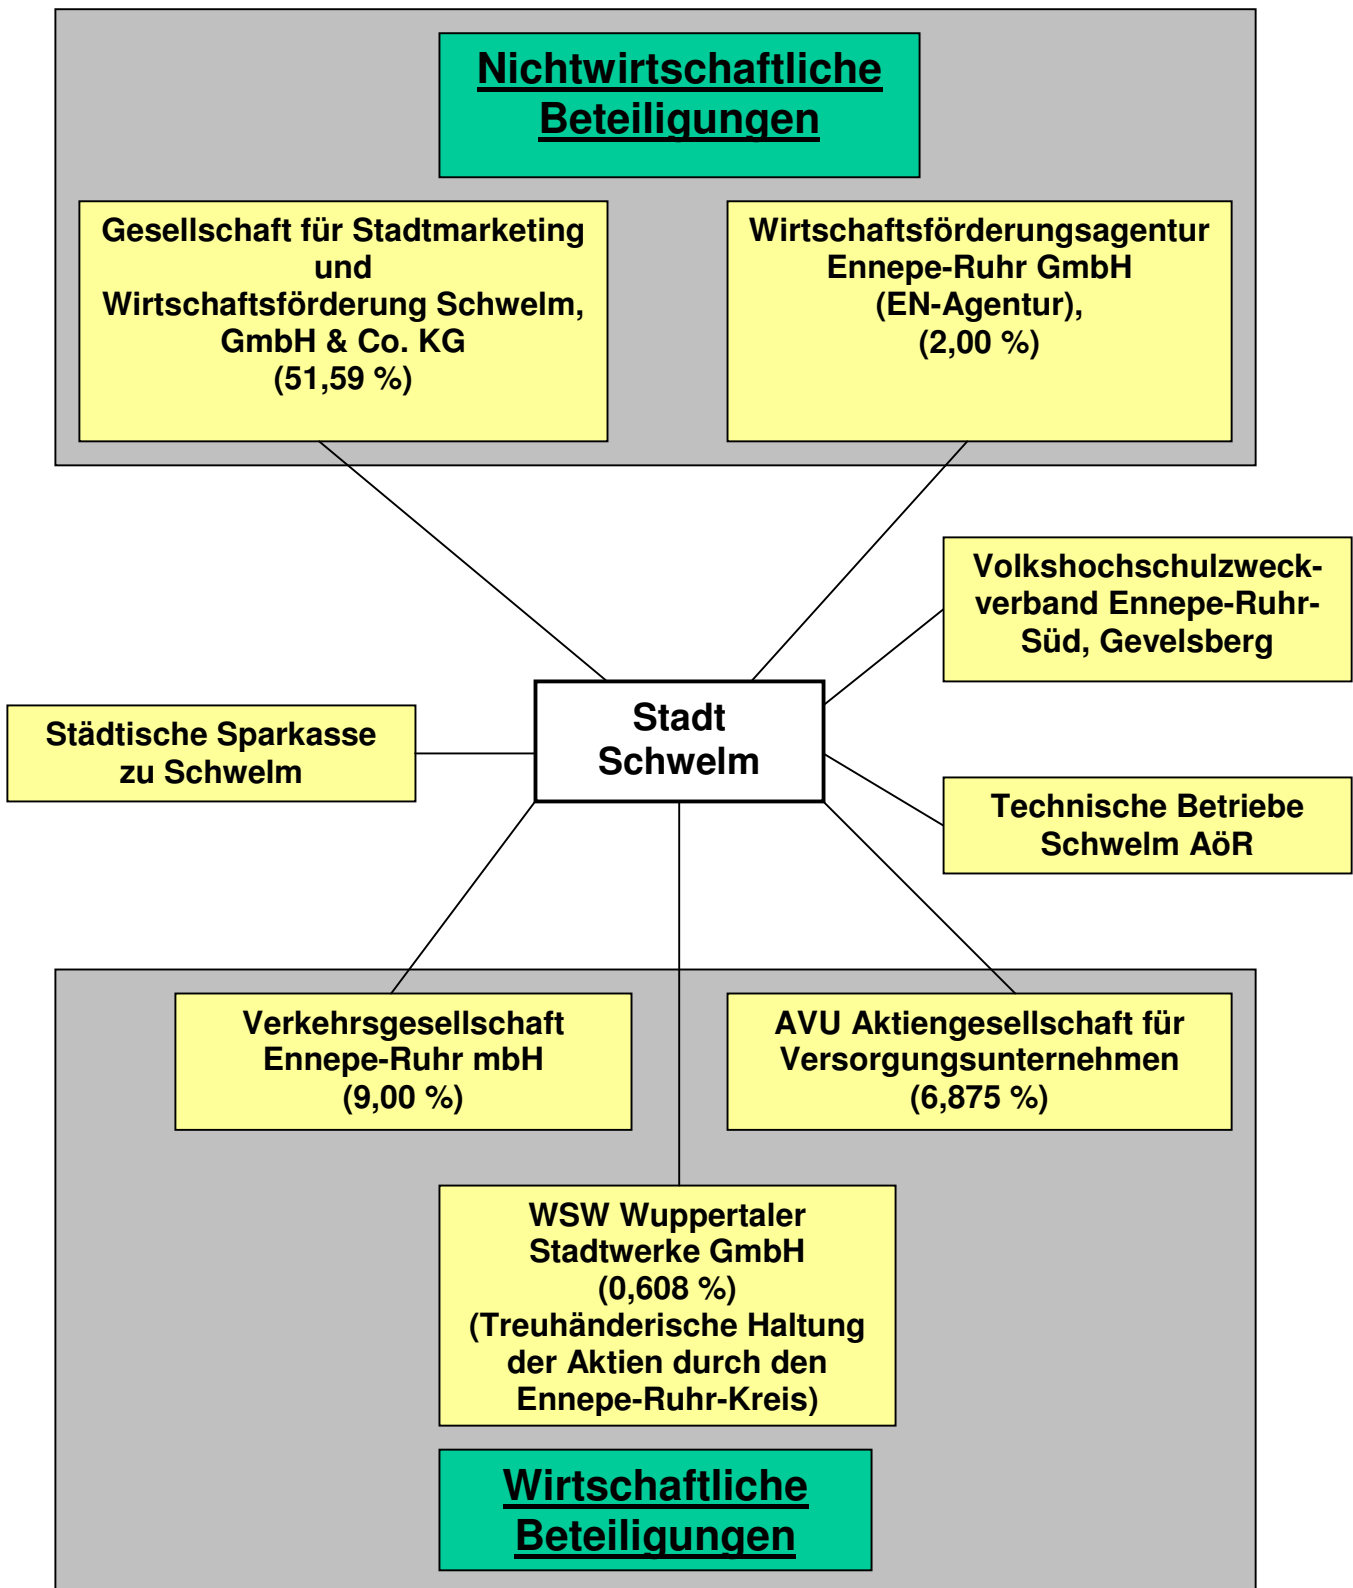 Nichtwirtschaftliche
Beteiligungen
Gesellschaft für Stadtmarketing
und
Wirtschaftsförderung Schwelm,
GmbH & Co. KG
(51,59 %)
Wirtschaftsförderungsagentur
Ennepe-Ruhr GmbH
(EN-Agentur),
(2,00 %)
Volkshochschulzweck-
verband Ennepe-Ruhr-
Süd, Gevelsberg
Städtische Sparkasse
zu Schwelm
Stadt
Schwelm
Technische Betriebe
Schwelm AöR
Verkehrsgesellschaft
Ennepe-Ruhr mbH
(9,00 %)
AVU Aktiengesellschaft für
Versorgungsunternehmen
(6,875 %)
WSW Wuppertaler
Stadtwerke GmbH
(0,608 %)
(Treuhänderische Haltung
der Aktien durch den
Ennepe-Ruhr-Kreis)
Wirtschaftliche
Beteiligungen